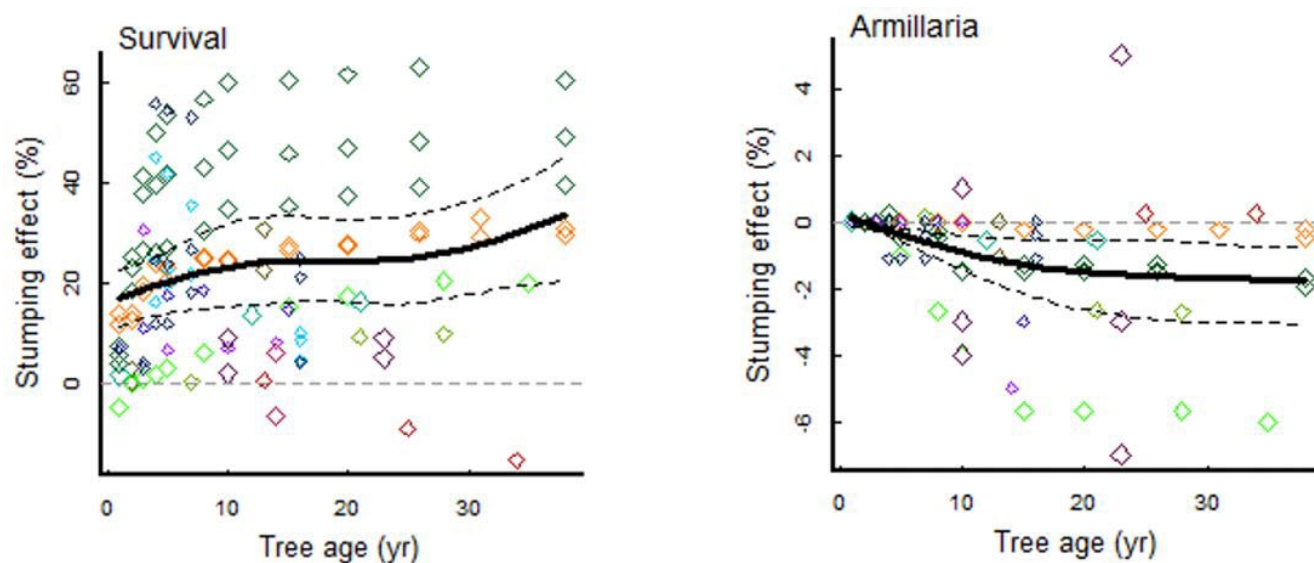 Survival
Stumping effect (%)
60
40
20
0
0 10 20 30
Tree age (yr)
Armillaria
Stumping effect (%)
4
2
0
-2
-4
-6
0 10 20 30
Tree age (yr)